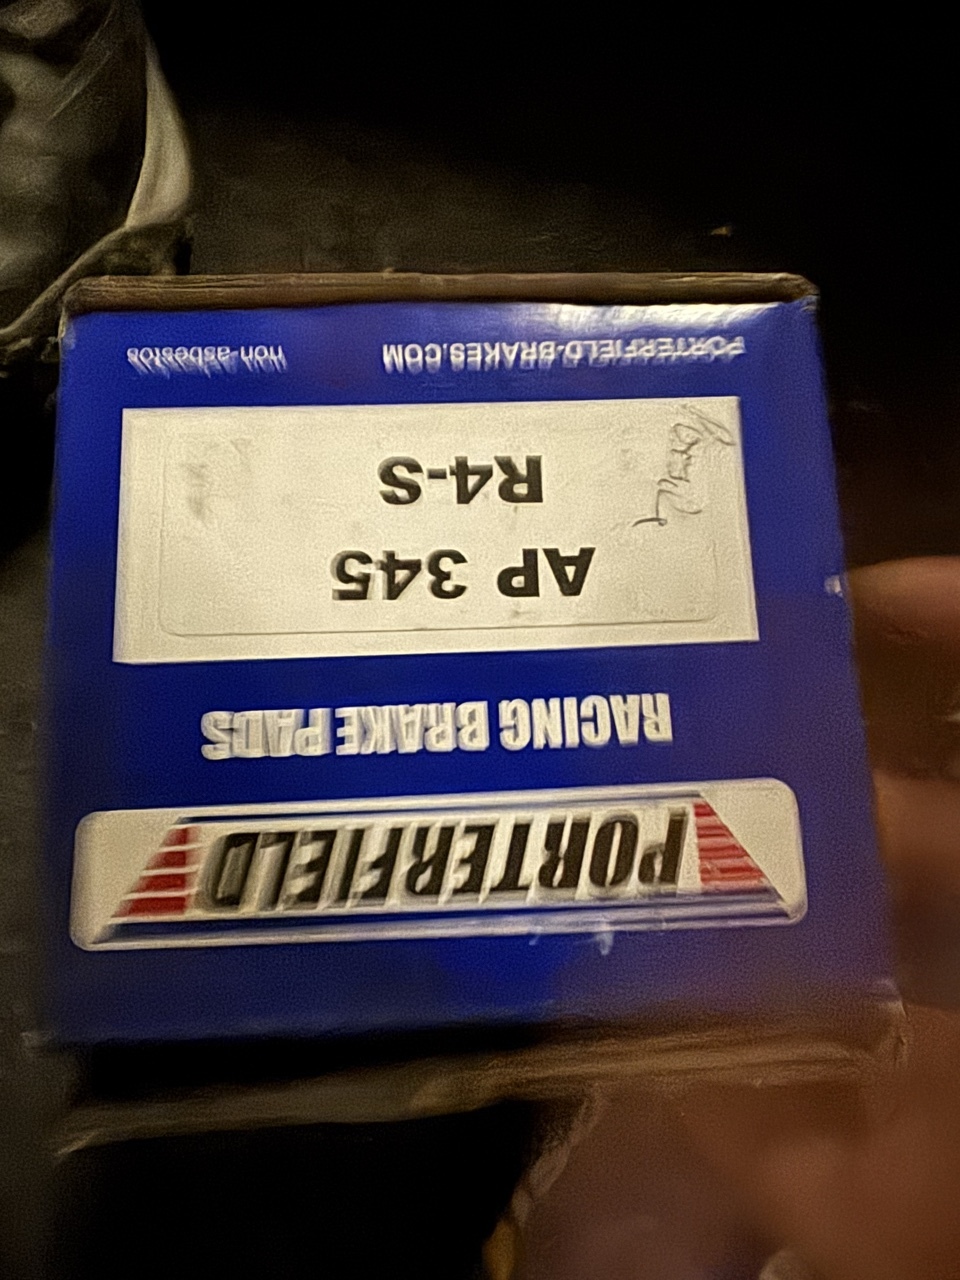 PORTERFIELD
RACING BRAKE PADS
AP 345
R4-S
PORTERFIELD-BRAKES.COM
non-asbestos